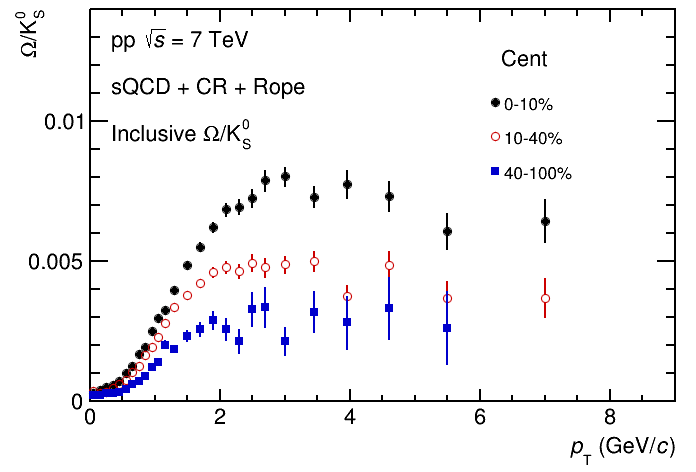 Ω/K⁰_S
pp √s = 7 TeV
sQCD + CR + Rope
Inclusive Ω/K⁰_S
Cent
0-10%
10-40%
40-100%
0.01
0.005
0
0 2 4 6 8
p_T (GeV/c)